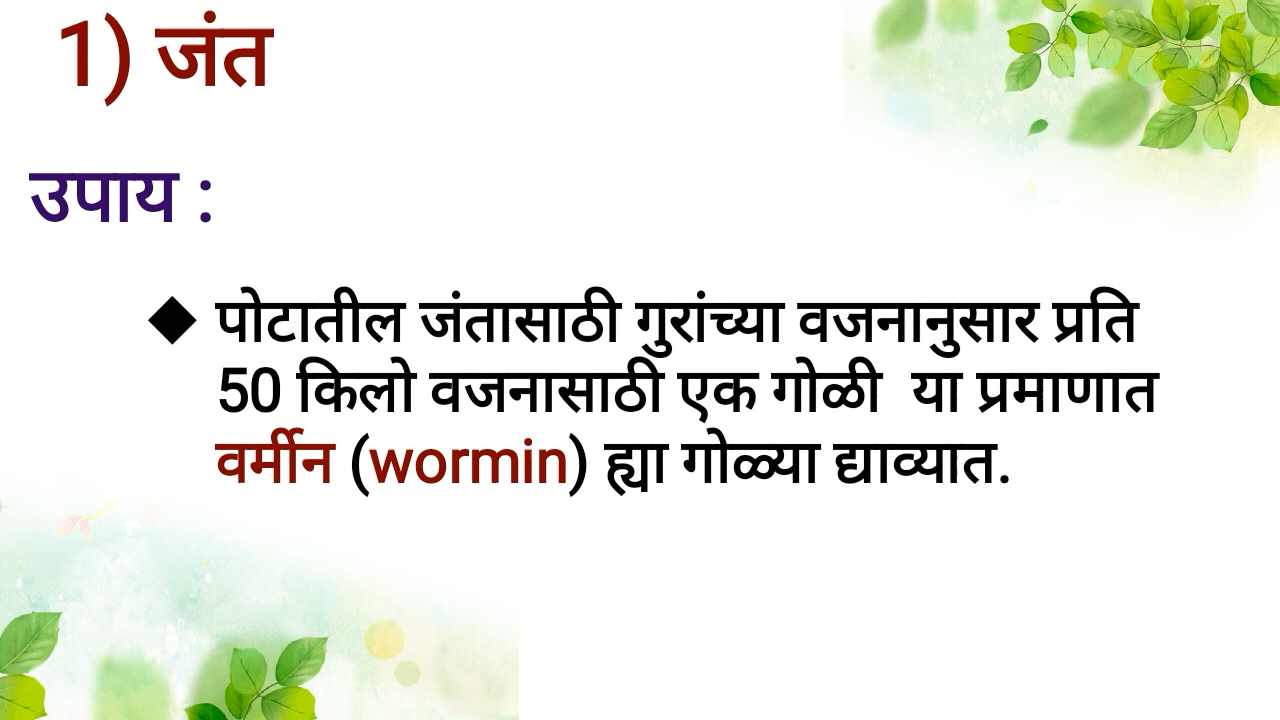 1) जंत
उपाय :
◆ पोटातील जंतासाठी गुरांच्या वजनानुसार प्रति
50 किलो वजनासाठी एक गोळी या प्रमाणात
वर्मीन (wormin) ह्या गोळ्या द्याव्यात.